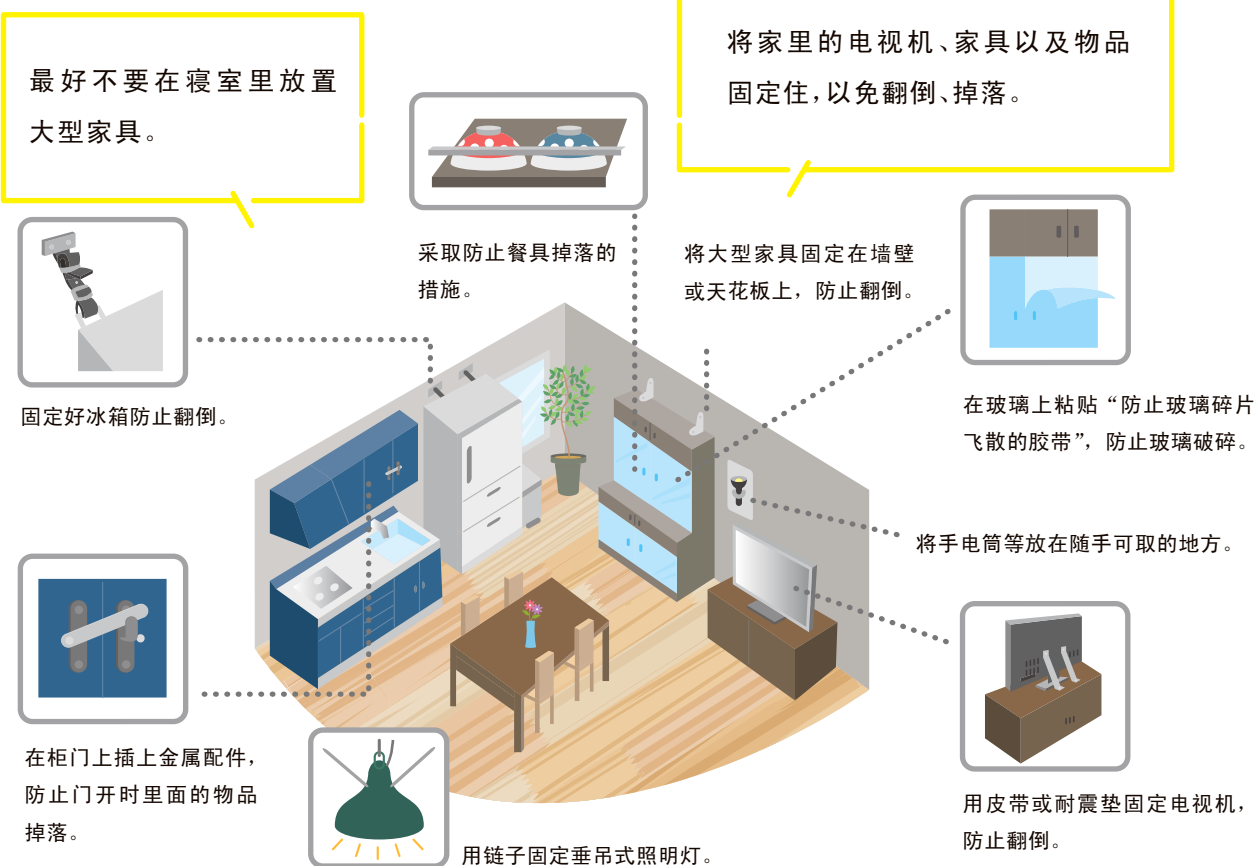 最好不要在寝室里放置
大型家具。
将家里的电视机、家具以及物品
固定住,以免翻倒、掉落。
采取防止餐具掉落的
措施。
将大型家具固定在墙壁
或天花板上，防止翻倒。
固定好冰箱防止翻倒。
在玻璃上粘贴“防止玻璃碎片
飞散的胶带”，防止玻璃破碎。
将手电筒等放在随手可取的地方。
在柜门上插上金属配件，
防止门开时里面的物品
掉落。
用链子固定垂吊式照明灯。
用皮带或耐震垫固定电视机，
防止翻倒。